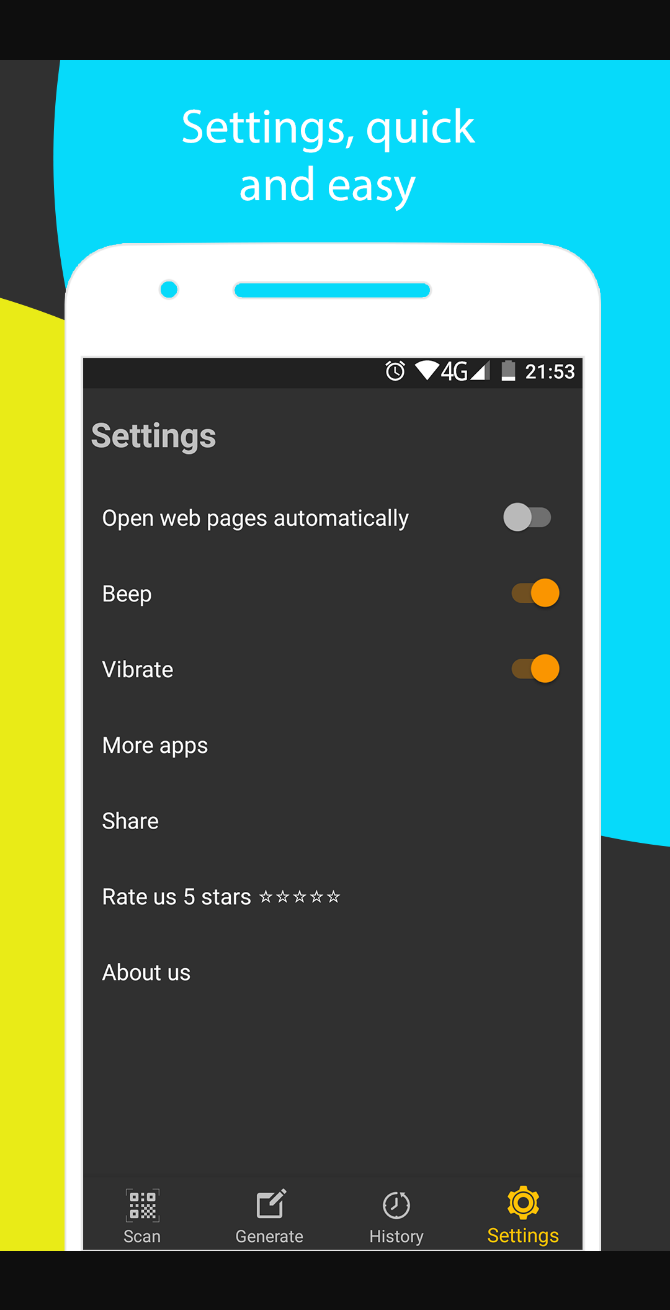 Settings, quick
and easy
4G 21:53
Settings
Open web pages automatically
Beep
Vibrate
More apps
Share
Rate us 5 stars ☆☆☆☆☆
About us
Scan Generate History Settings